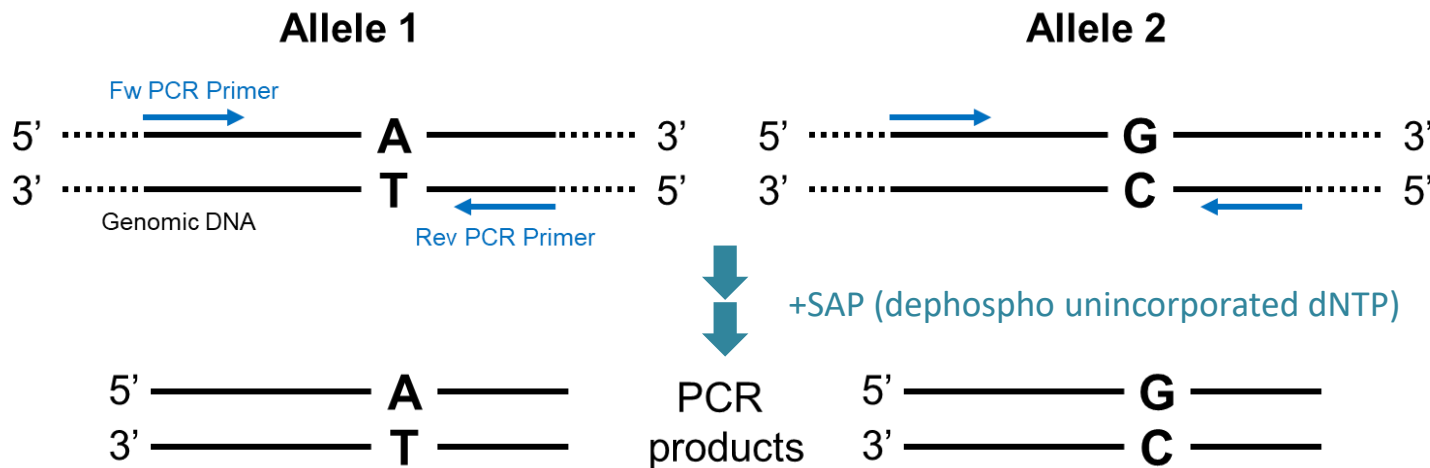 Allele 1
Allele 2
Fw PCR Primer
5’ A 3’
3’ T 5’
Genomic DNA
Rev PCR Primer
5’ G 3’
3’ C 5’
+SAP (dephospho unincorporated dNTP)
5’ A
3’ T
PCR
products
5’ G
3’ C